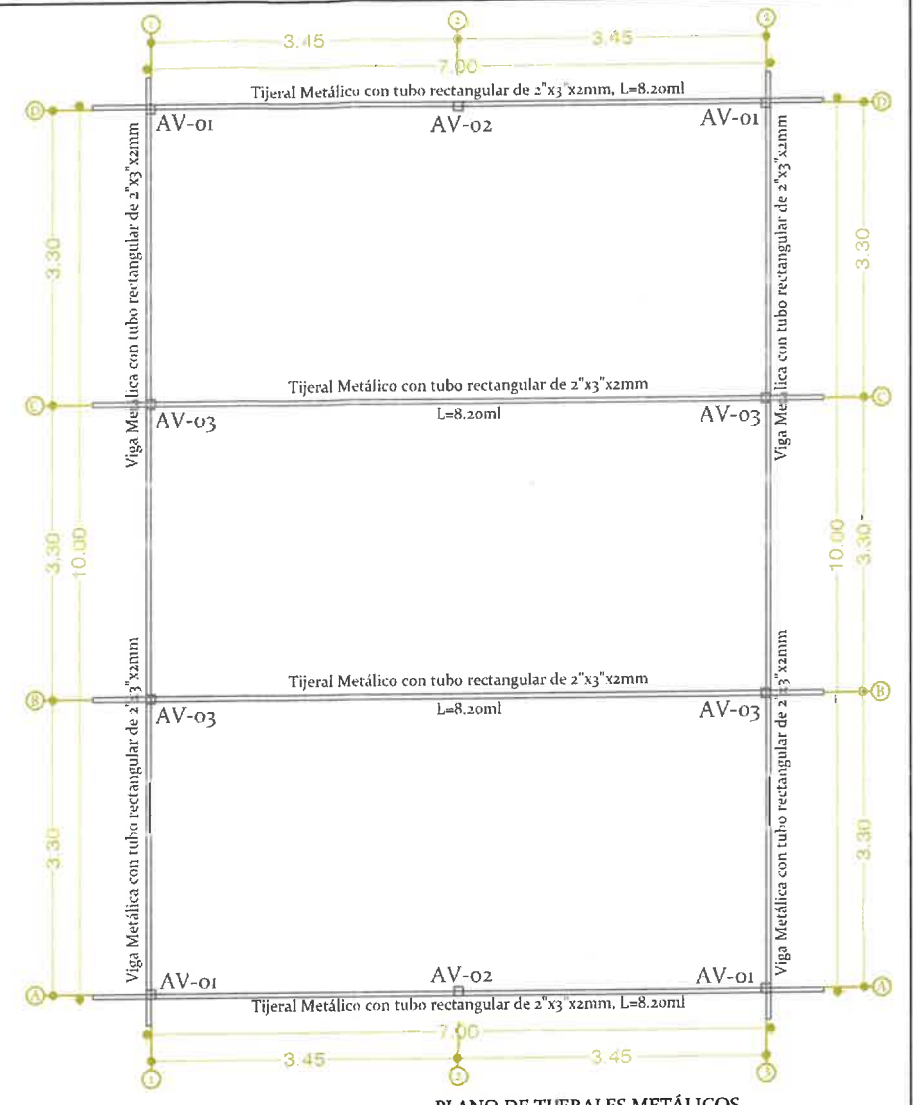 1 2 3
3.45 3.45
7.00
Tijeral Metálico con tubo rectangular de 2"x3"x2mm, L=8.20ml
D D
AV-01 AV-02 AV-01
Viga Metálica con tubo rectangular de 2"x3"x2mm
Viga Metálica con tubo rectangular de 2"x3"x2mm
3.30 3.30
Tijeral Metálico con tubo rectangular de 2"x3"x2mm
C C
L=8.20ml
AV-03 AV-03
3.30 10.00 10.00 3.30
Tijeral Metálico con tubo rectangular de 2"x3"x2mm
B B
L=8.20ml
AV-03 AV-03
Viga Metálica con tubo rectangular de 2"x3"x2mm
Viga Metálica con tubo rectangular de 2"x3"x2mm
3.30 3.30
AV-01 AV-02 AV-01
A A
Tijeral Metálico con tubo rectangular de 2"x3"x2mm, L=8.20ml
7.00
3.45 3.45
1 2 3
PLANO DE TIJERALES METÁLICOS